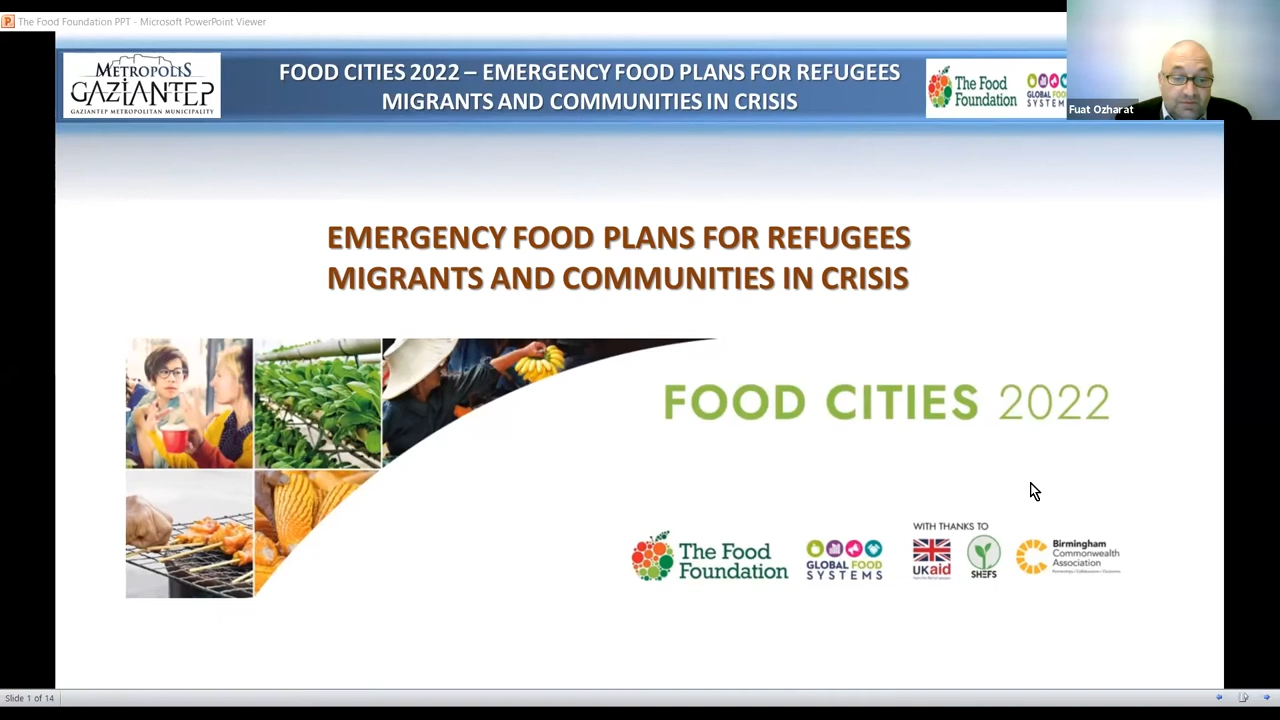 The Food Foundation PPT - Microsoft PowerPoint Viewer
METROPOLIS
GAZIANTEP
GAZIANTEP METROPOLITAN MUNICIPALITY
FOOD CITIES 2022 – EMERGENCY FOOD PLANS FOR REFUGEES
MIGRANTS AND COMMUNITIES IN CRISIS
The Food
Foundation
GLOBAL FO
SYSTEMS
Fuat Ozharat
EMERGENCY FOOD PLANS FOR REFUGEES
MIGRANTS AND COMMUNITIES IN CRISIS
FOOD CITIES 2022
The Food
Foundation
GLOBAL FOOD
SYSTEMS
WITH THANKS TO
UKaid
SHEFS
Birmingham
Commonwealth
Association
Slide 1 of 14